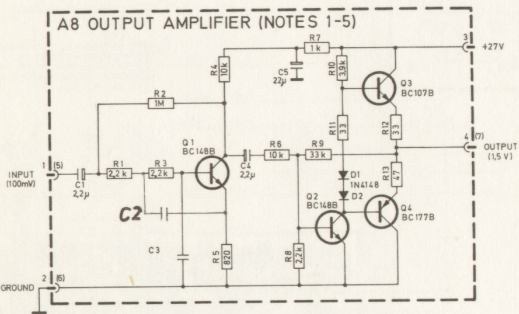 A8 OUTPUT AMPLIFIER (NOTES 1-5)
R7
1k
3
+27V
R4
10k
C5
22µ
R10
3,9k
Q3
BC107B
R2
1M
R11
33
R12
33
Q1
BC148B
C4
2,2µ
R6
10k
R9
33k
4 (7)
OUTPUT
(1,5 V)
1 (5)
INPUT
(100mV)
C1
2,2µ
R1
2,2k
R3
2,2k
D1
1N4148
D2
R13
47
C2
Q2
BC148B
Q4
BC177B
C3
R5
820
R8
2,2k
2 (6)
GROUND